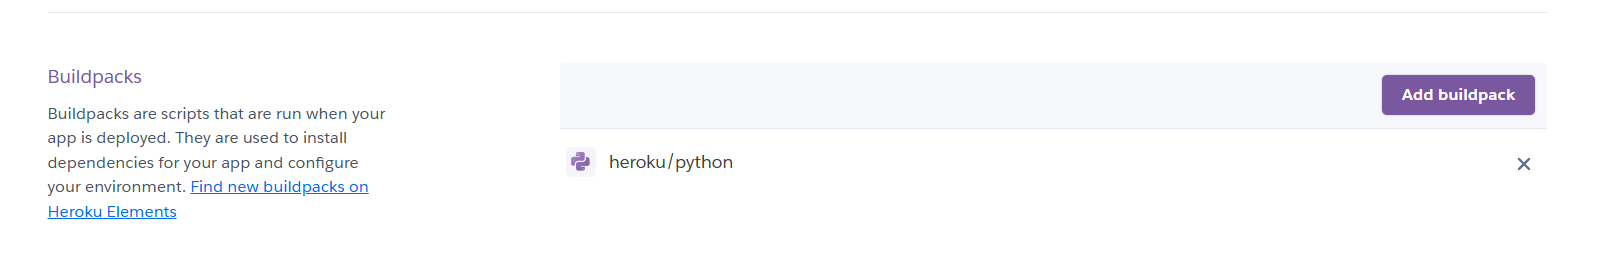 Buildpacks
Buildpacks are scripts that are run when your
app is deployed. They are used to install
dependencies for your app and configure
your environment. Find new buildpacks on
Heroku Elements
Add buildpack
heroku/python